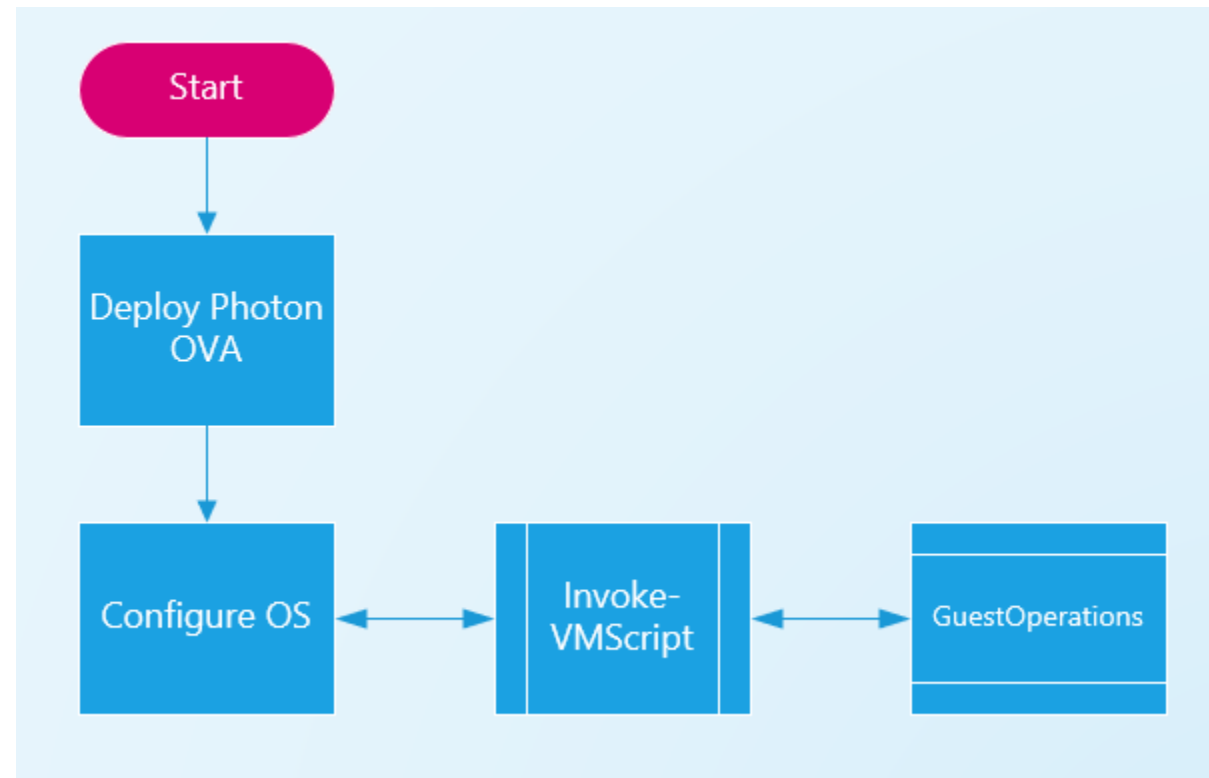 Start
Deploy Photon
OVA
Configure OS
Invoke-
VMScript
GuestOperations